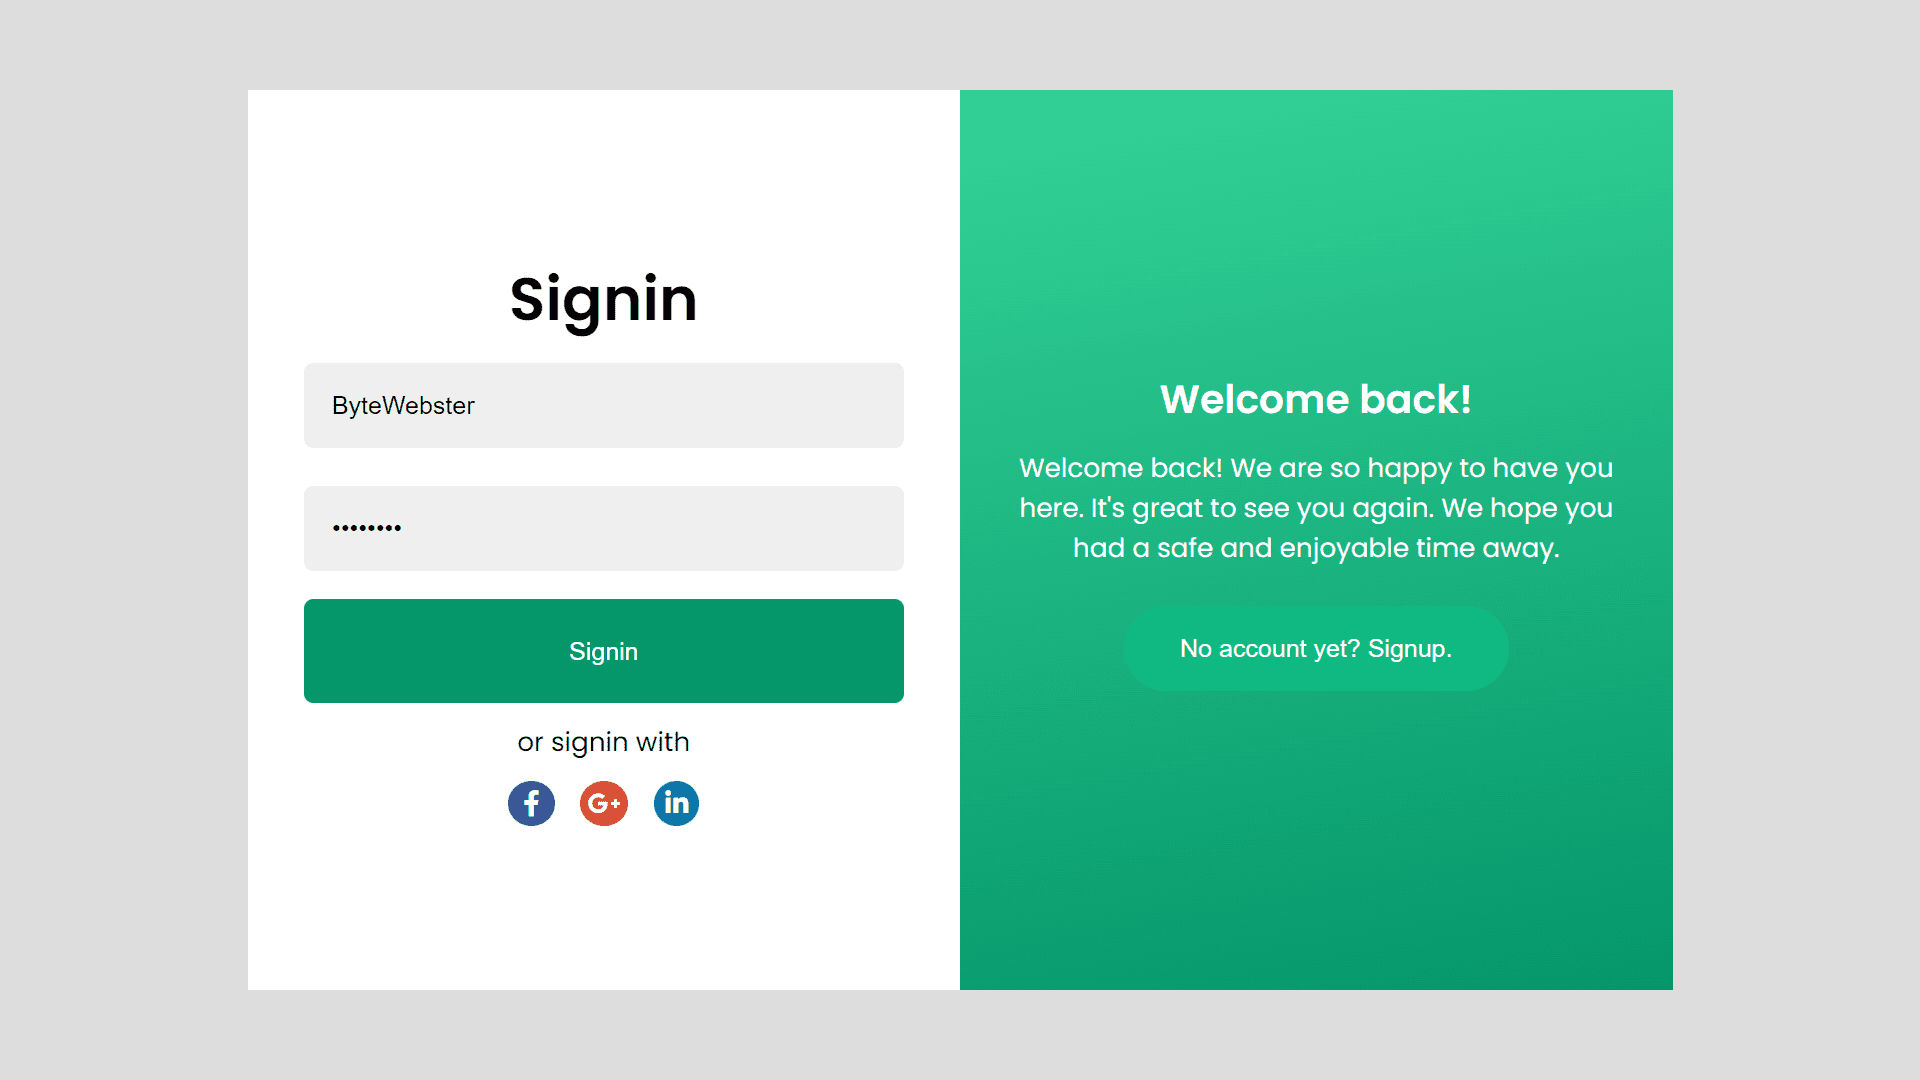 Signin
ByteWebster
••••••••
Signin
or signin with
f
G+
in
Welcome back!
Welcome back! We are so happy to have you
here. It's great to see you again. We hope you
had a safe and enjoyable time away.
No account yet? Signup.